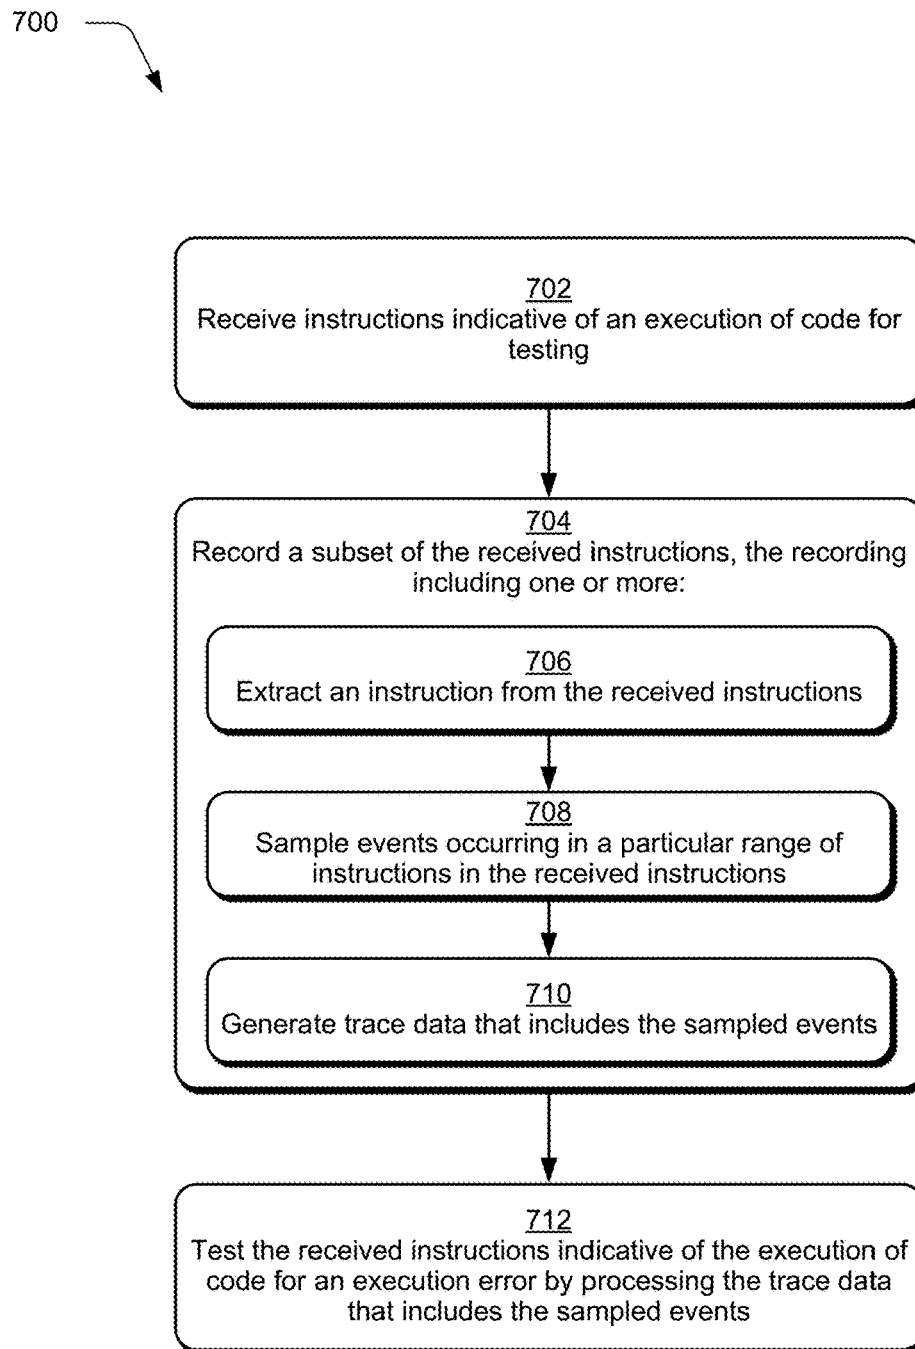 700
702
Receive instructions indicative of an execution of code for
testing
704
Record a subset of the received instructions, the recording
including one or more:
706
Extract an instruction from the received instructions
708
Sample events occurring in a particular range of
instructions in the received instructions
710
Generate trace data that includes the sampled events
712
Test the received instructions indicative of the execution of
code for an execution error by processing the trace data
that includes the sampled events